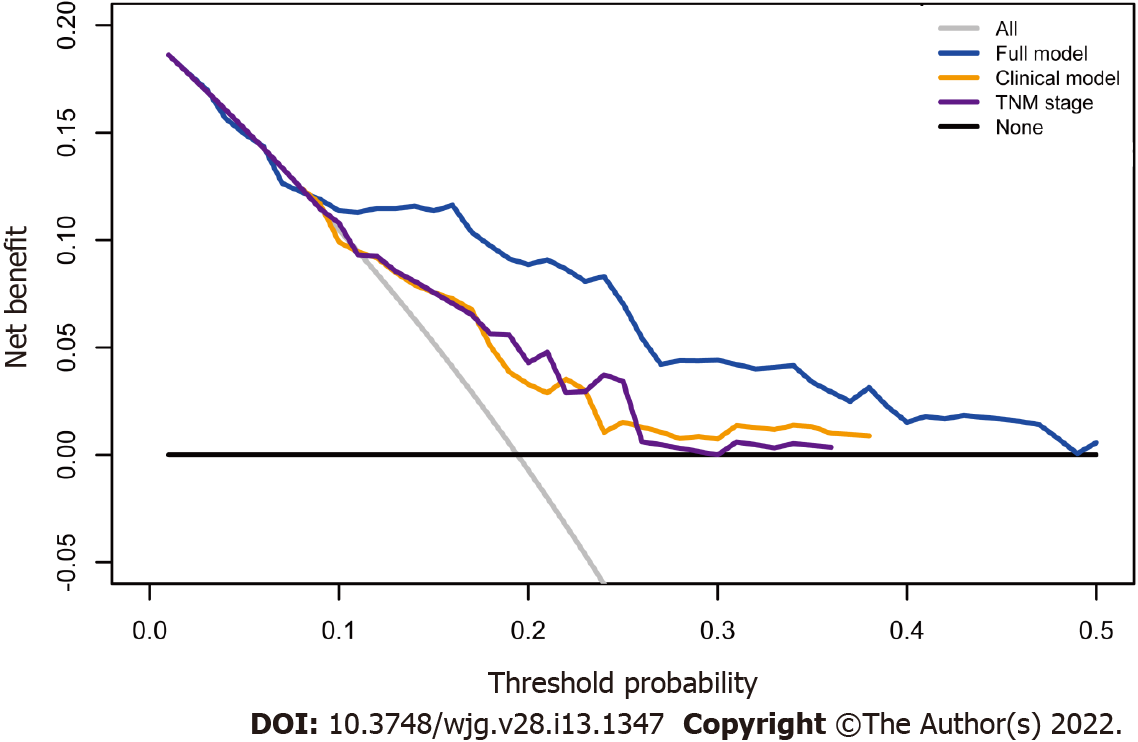 0.20
0.15
0.10
0.05
0.00
-0.05
Net benefit
All
Full model
Clinical model
TNM stage
None
0.0 0.1 0.2 0.3 0.4 0.5
Threshold probability
DOI: 10.3748/wjg.v28.i13.1347 Copyright ©The Author(s) 2022.